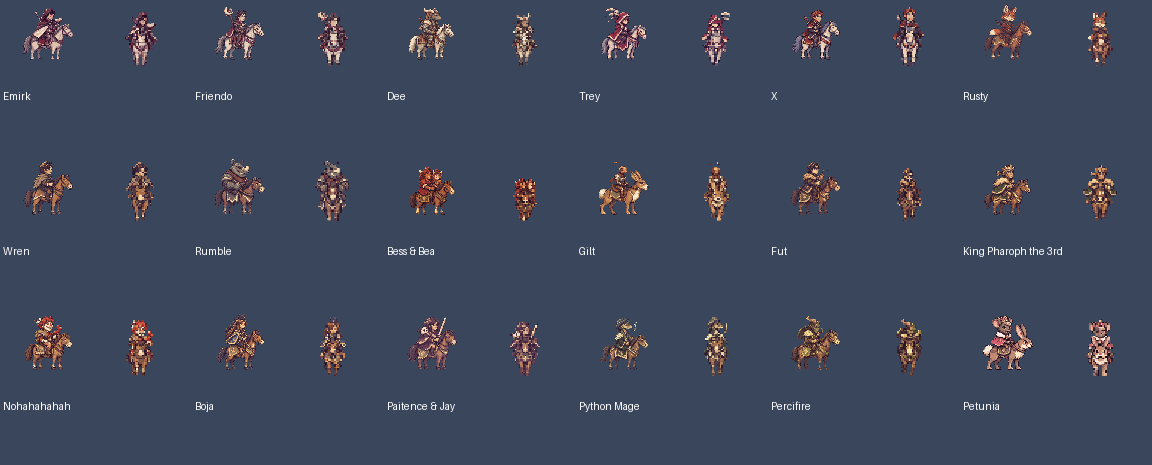 Emirk
Friendo
Dee
Trey
X
Rusty
Wren
Rumble
Bess & Bea
Gilt
Fut
King Pharoph the 3rd
Nohahahahah
Boja
Paitence & Jay
Python Mage
Percifire
Petunia